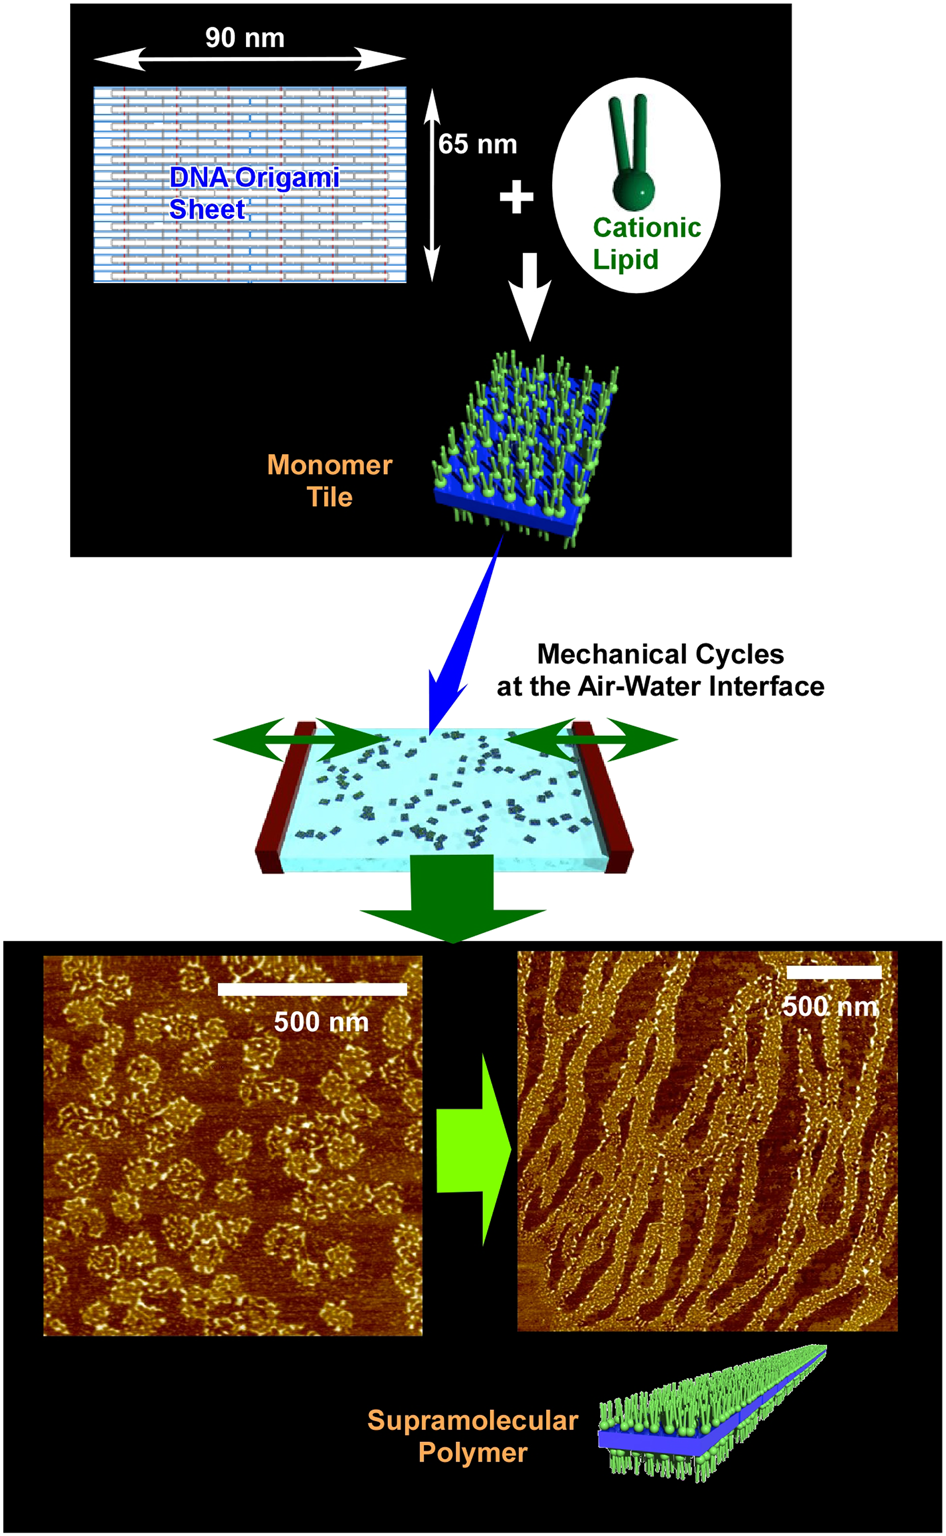 90 nm
65 nm
DNA Origami
Sheet
+
Cationic
Lipid
Monomer
Tile
Mechanical Cycles
at the Air-Water Interface
500 nm
500 nm
Supramolecular
Polymer